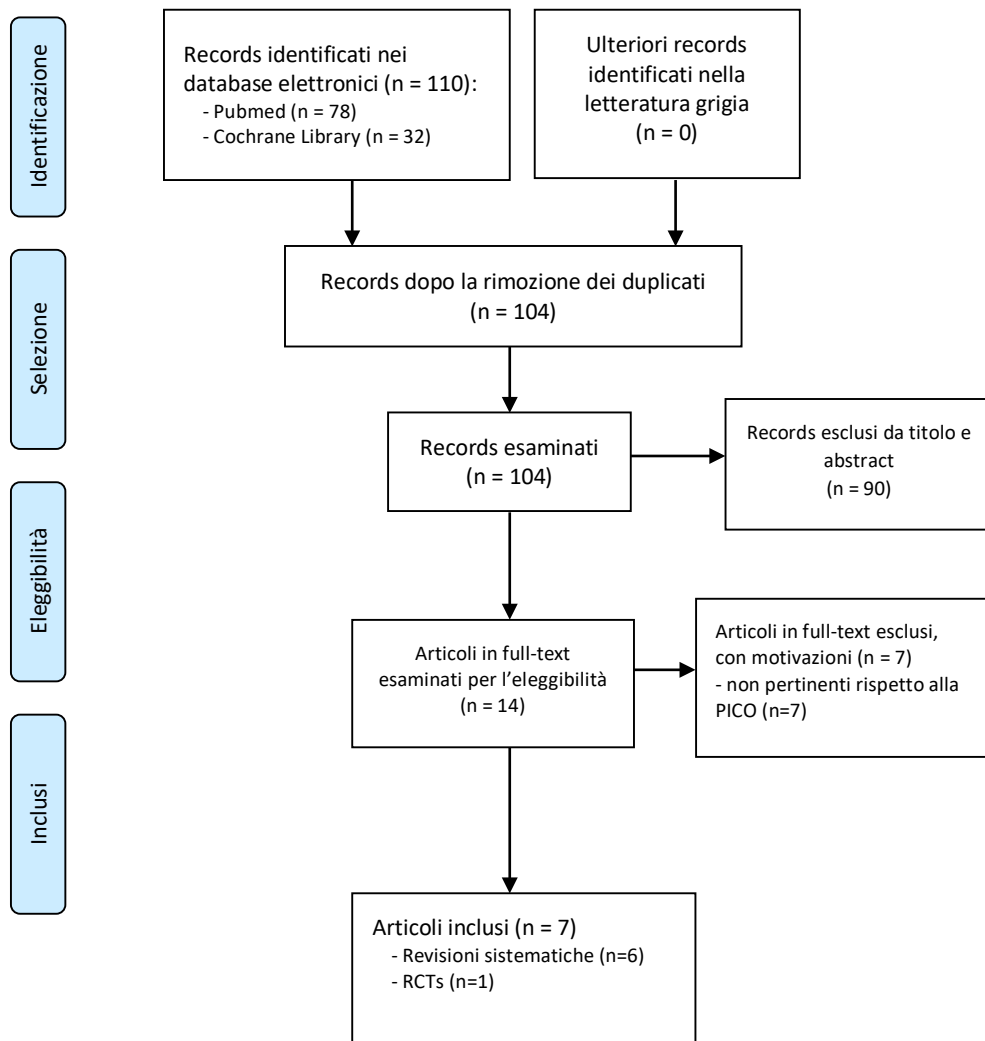 Identificazione
Records identificati nei
database elettronici (n = 110):
- Pubmed (n = 78)
- Cochrane Library (n = 32)
Ulteriori records
identificati nella
letteratura grigia
(n = 0)
Selezione
Records dopo la rimozione dei duplicati
(n = 104)
Records esaminati
(n = 104)
Records esclusi da titolo e
abstract
(n = 90)
Eleggibilità
Articoli in full-text
esaminati per l’eleggibilità
(n = 14)
Articoli in full-text esclusi,
con motivazioni (n = 7)
- non pertinenti rispetto alla
PICO (n=7)
Inclusi
Articoli inclusi (n = 7)
- Revisioni sistematiche (n=6)
- RCTs (n=1)